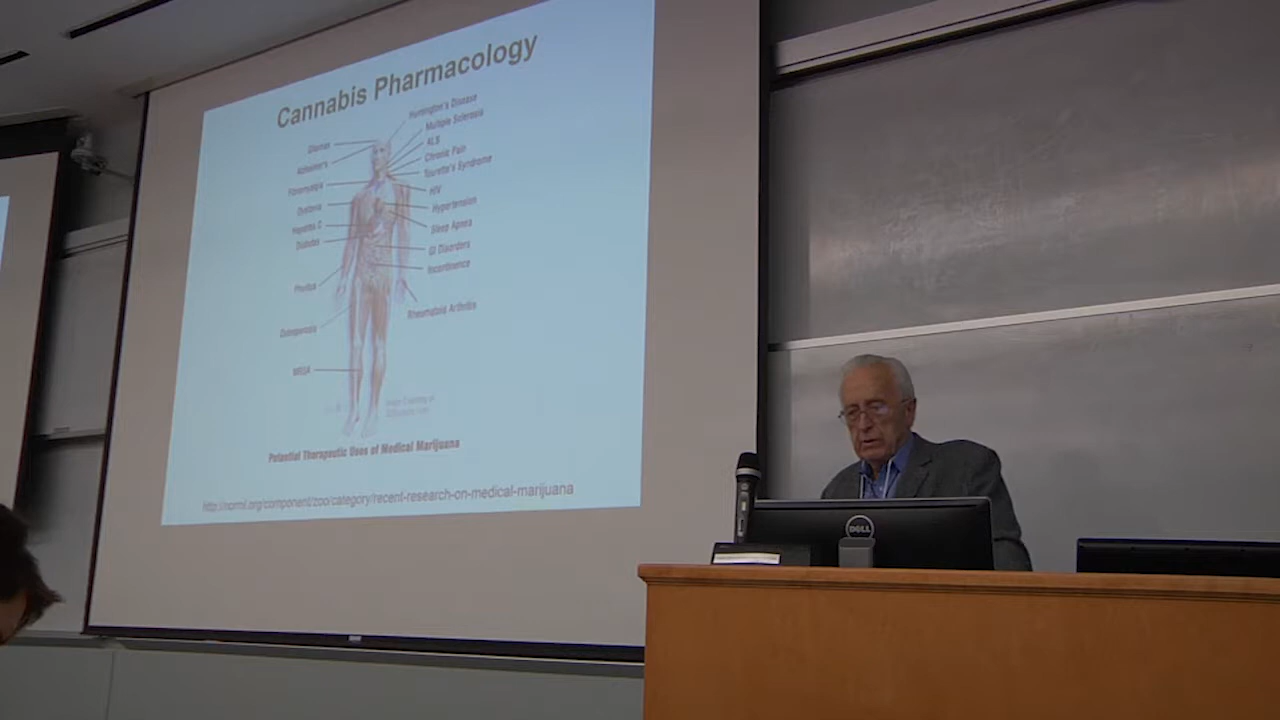 Cannabis Pharmacology
Huntington's Disease
Multiple Sclerosis
ALS
Chronic Pain
Tourette's Syndrome
HIV
Hypertension
Sleep Apnea
GI Disorders
Incontinence
Rheumatoid Arthritis
Gliomas
Alzheimer's
Fibromyalgia
Dystonia
Hepatitis C
Diabetes
Pruritus
Osteoporosis
MRSA
Potential Therapeutic Uses of Medical Marijuana
http://norml.org/component/zoo/category/recent-research-on-medical-marijuana
DELL